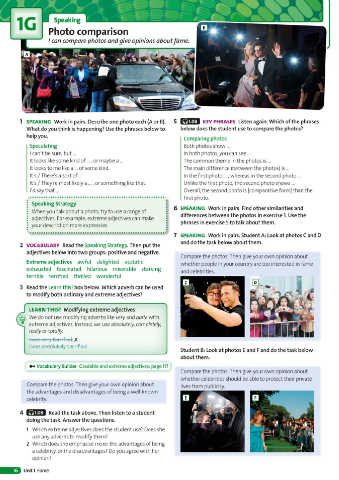 1G
Speaking
Photo comparison
I can compare photos and give opinions about fame.
A
B
1 SPEAKING Work in pairs. Describe one photo each (A or B).
What do you think is happening? Use the phrases below to
help you.
Speculating
I can't be sure, but …
It looks like some kind of … , or maybe a …
It looks to me like a … of some kind.
It's / There's a sort of …
It's / They're most likely a … , or something like that.
I'd say that …
Speaking Strategy
When you talk about a photo, try to use a range of
adjectives. For example, extreme adjectives can make
your description more expressive.
2 VOCABULARY Read the Speaking Strategy. Then put the
adjectives below into two groups: positive and negative.
Extreme adjectives awful delighted ecstatic
exhausted fascinated hilarious miserable starving
terrible terrified thrilled wonderful
3 Read the Learn this! box below. Which adverb can be used
to modify both ordinary and extreme adjectives?
LEARN THIS! Modifying extreme adjectives
We do not use modifying adverbs like very and quite with
extreme adjectives. Instead, we use absolutely, completely,
really or totally.
I was very terrified. ✗
I was absolutely terrified.
Vocabulary Builder Gradable and extreme adjectives: page 117
Compare the photos. Then give your own opinion about
the advantages and disadvantages of being a well-known
celebrity.
4 1.08 Read the task above. Then listen to a student
doing the task. Answer the questions.
1 Which extreme adjectives does the student use? Does she
use any adverbs to modify them?
2 Which does she emphasise more: the advantages of being
a celebrity or the disadvantages? Do you agree with her
opinion?
5 1.08 KEY PHRASES Listen again. Which of the phrases
below does the student use to compare the photos?
Comparing photos
Both photos show …
In both photos, you can see …
The common theme in the photos is …
The main difference between the photos is …
In the first photo … , whereas in the second photo …
Unlike the first photo, the second photo shows …
Overall, the second photo is [comparative form] than the
first photo.
6 SPEAKING Work in pairs. Find other similarities and
differences between the photos in exercise 1. Use the
phrases in exercise 5 to talk about them.
7 SPEAKING Work in pairs. Student A: Look at photos C and D
and do the task below about them.
Compare the photos. Then give your own opinion about
whether people in your country are too interested in fame
and celebrities.
C
D
Student B: Look at photos E and F and do the task below
about them.
Compare the photos. Then give your own opinion about
whether celebrities should be able to protect their private
lives from publicity.
E
F
16 Unit 1 Fame